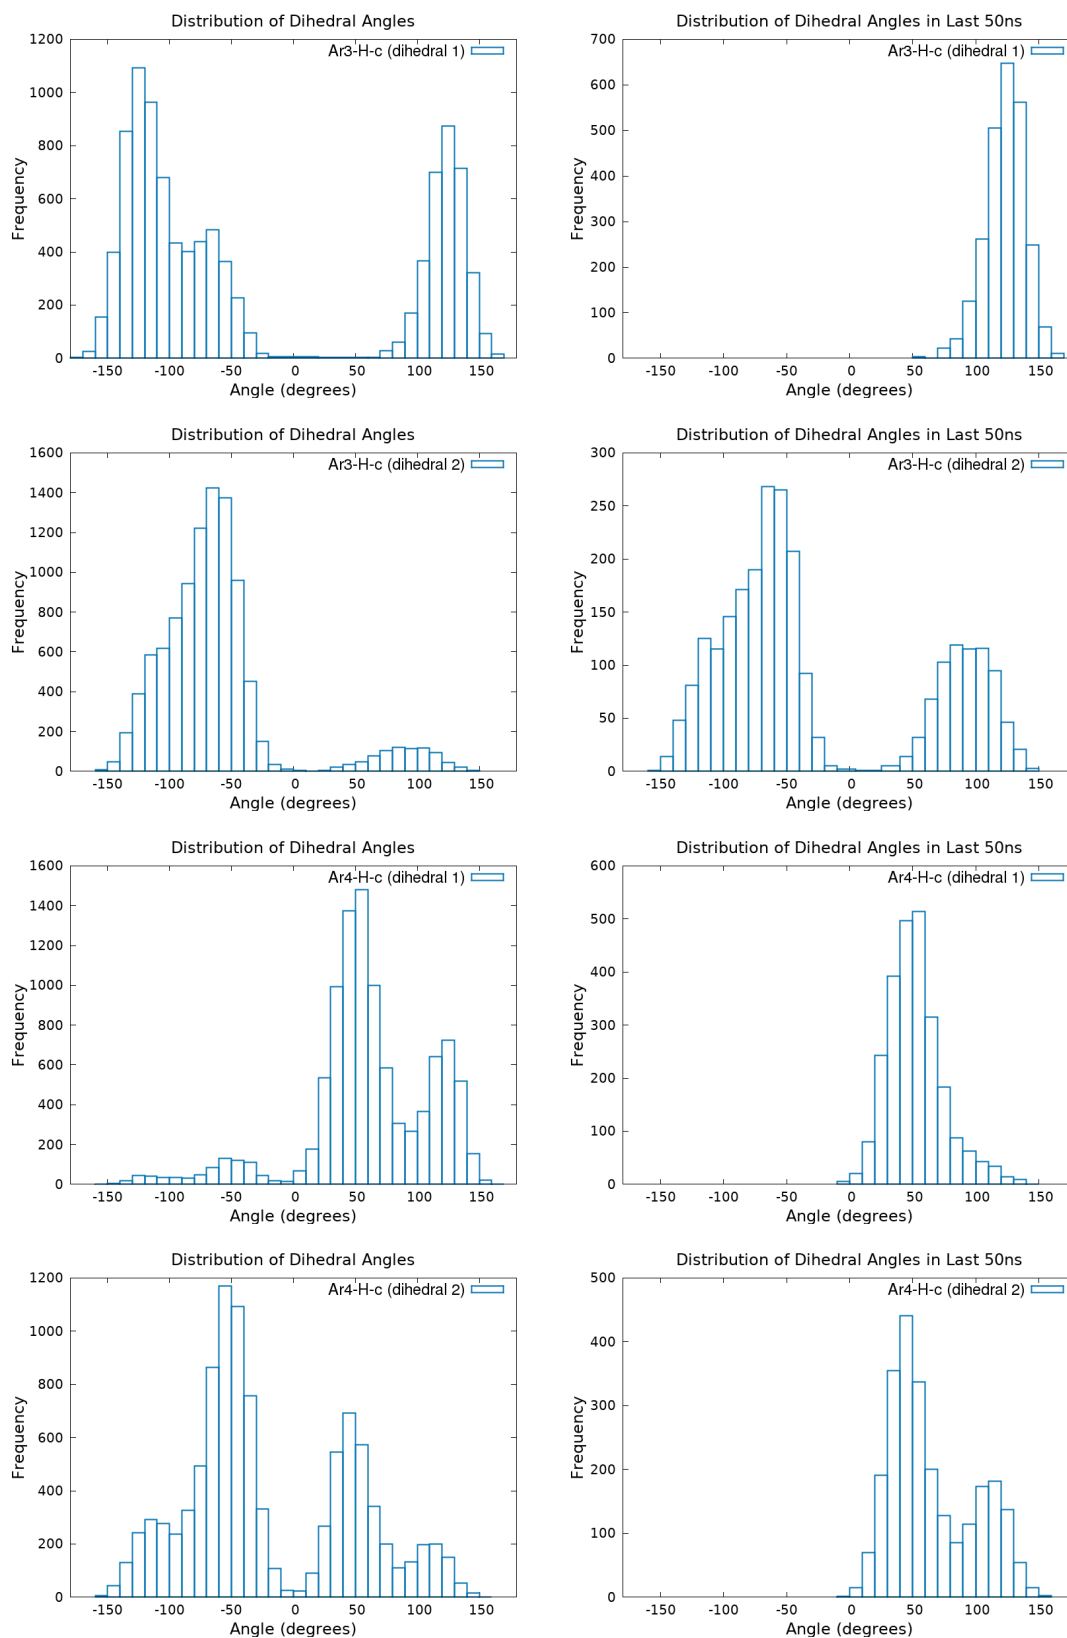 Distribution of Dihedral Angles
Ar3-H-c (dihedral 1)
1200
1000
800
600
400
200
0
Frequency
-150 -100 -50 0 50 100 150
Angle (degrees)
Distribution of Dihedral Angles in Last 50ns
Ar3-H-c (dihedral 1)
700
600
500
400
300
200
100
0
Frequency
-150 -100 -50 0 50 100 150
Angle (degrees)
Distribution of Dihedral Angles
Ar3-H-c (dihedral 2)
1600
1400
1200
1000
800
600
400
200
0
Frequency
-150 -100 -50 0 50 100 150
Angle (degrees)
Distribution of Dihedral Angles in Last 50ns
Ar3-H-c (dihedral 2)
300
250
200
150
100
50
0
Frequency
-150 -100 -50 0 50 100 150
Angle (degrees)
Distribution of Dihedral Angles
Ar4-H-c (dihedral 1)
1600
1400
1200
1000
800
600
400
200
0
Frequency
-150 -100 -50 0 50 100 150
Angle (degrees)
Distribution of Dihedral Angles in Last 50ns
Ar4-H-c (dihedral 1)
600
500
400
300
200
100
0
Frequency
-150 -100 -50 0 50 100 150
Angle (degrees)
Distribution of Dihedral Angles
Ar4-H-c (dihedral 2)
1200
1000
800
600
400
200
0
Frequency
-150 -100 -50 0 50 100 150
Angle (degrees)
Distribution of Dihedral Angles in Last 50ns
Ar4-H-c (dihedral 2)
500
400
300
200
100
0
Frequency
-150 -100 -50 0 50 100 150
Angle (degrees)